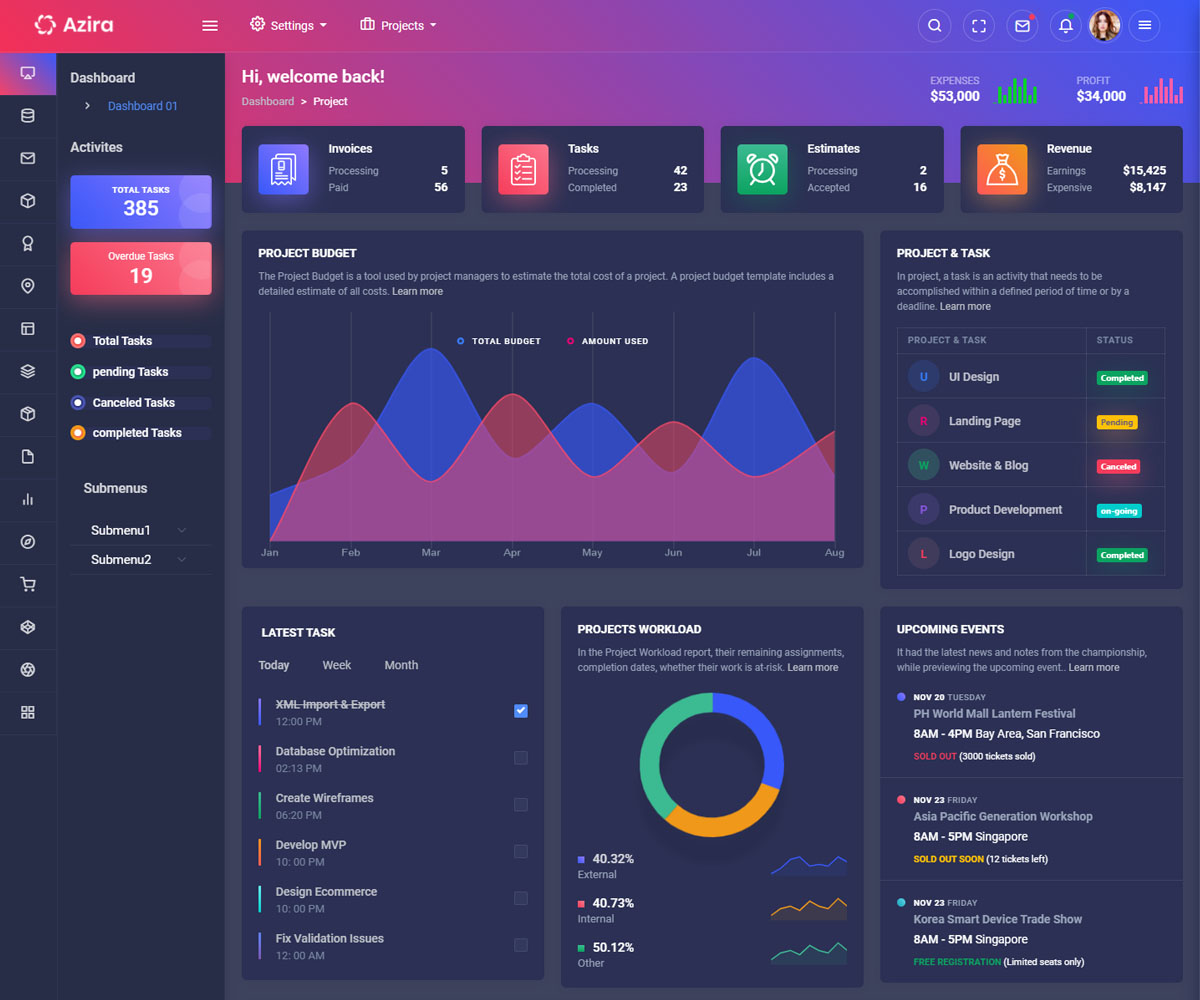 Azira
Settings
Projects
Dashboard
Dashboard 01
Activites
TOTAL TASKS
385
Overdue Tasks
19
Total Tasks
pending Tasks
Canceled Tasks
completed Tasks
Submenus
Submenu1
Submenu2
Hi, welcome back!
Dashboard > Project
EXPENSES
$53,000
PROFIT
$34,000
Invoices
Processing 5
Paid 56
Tasks
Processing 42
Completed 23
Estimates
Processing 2
Accepted 16
Revenue
Earnings $15,425
Expensive $8,147
PROJECT BUDGET
The Project Budget is a tool used by project managers to estimate the total cost of a project. A project budget template includes a
detailed estimate of all costs. Learn more
TOTAL BUDGET AMOUNT USED
Jan Feb Mar Apr May Jun Jul Aug
PROJECT & TASK
In project, a task is an activity that needs to be
accomplished within a defined period of time or by a
deadline. Learn more
PROJECT & TASK STATUS
U UI Design Completed
R Landing Page Pending
W Website & Blog Canceled
P Product Development on-going
L Logo Design Completed
LATEST TASK
Today Week Month
XML Import & Export
12:00 PM
Database Optimization
02:13 PM
Create Wireframes
06:20 PM
Develop MVP
10: 00 PM
Design Ecommerce
10: 00 PM
Fix Validation Issues
12: 00 AM
PROJECTS WORKLOAD
In the Project Workload report, their remaining assignments,
completion dates, whether their work is at-risk. Learn more
40.32%
External
40.73%
Internal
50.12%
Other
UPCOMING EVENTS
It had the latest news and notes from the championship,
while previewing the upcoming event.. Learn more
NOV 20 TUESDAY
PH World Mall Lantern Festival
8AM - 4PM Bay Area, San Francisco
SOLD OUT (3000 tickets sold)
NOV 23 FRIDAY
Asia Pacific Generation Workshop
8AM - 5PM Singapore
SOLD OUT SOON (12 tickets left)
NOV 23 FRIDAY
Korea Smart Device Trade Show
8AM - 5PM Singapore
FREE REGISTRATION (Limited seats only)